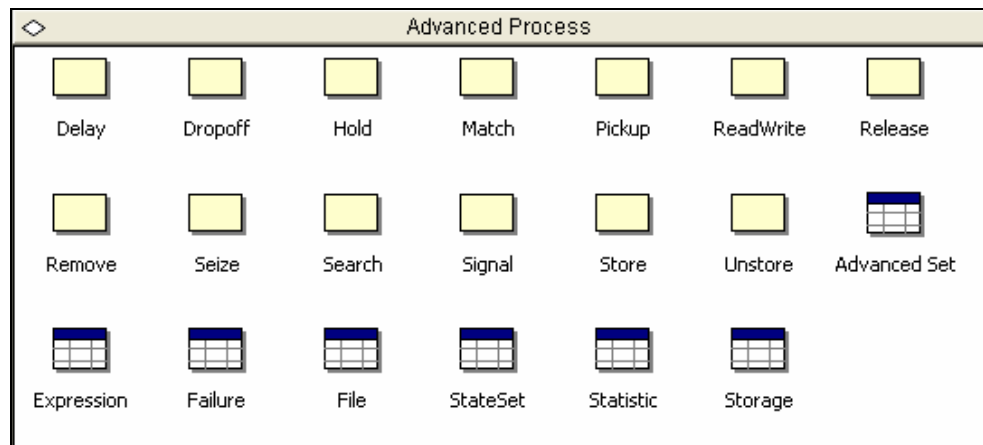 Advanced Process
Delay Dropoff Hold Match Pickup ReadWrite Release
Remove Seize Search Signal Store Unstore Advanced Set
Expression Failure File StateSet Statistic Storage